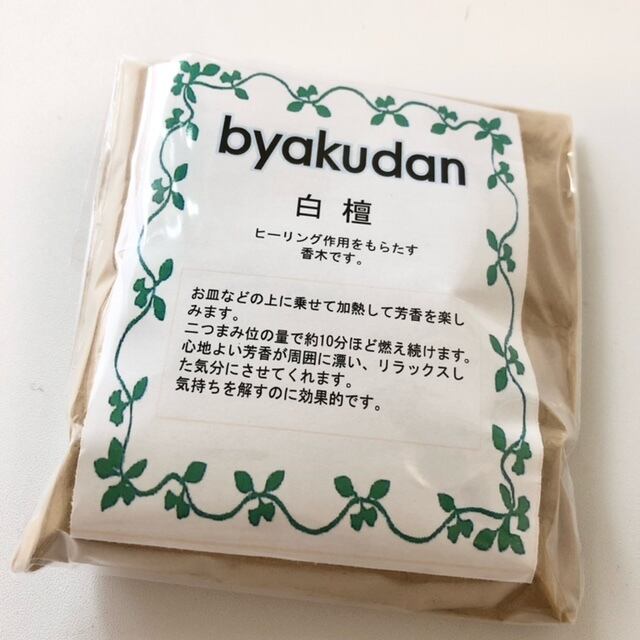 byakudan
白檀
ヒーリング作用をもらたす
香木です。
お皿などの上に乗せて加熱して芳香を楽し
みます。
二つまみ位の量で約10分ほど燃え続けます。
心地よい芳香が周囲に漂い、リラックスし
た気分にさせてくれます。
気持ちを解すのに効果的です。